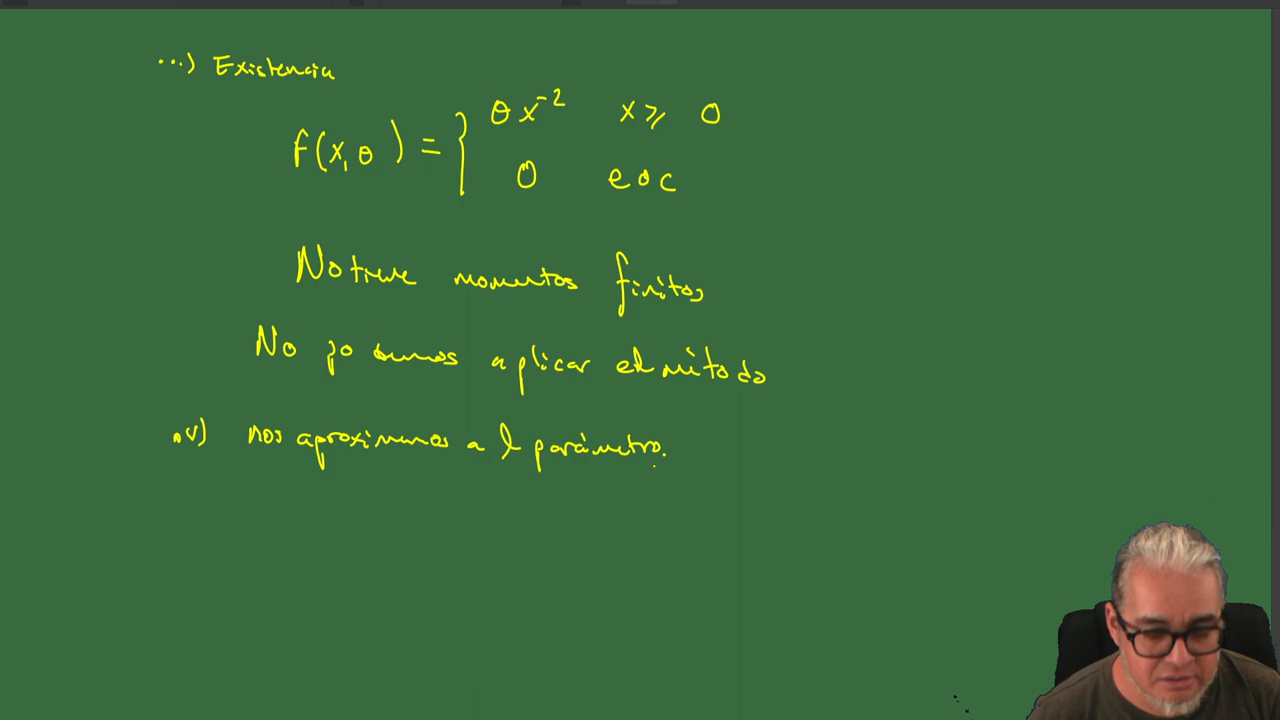 ...) Existencia
f(x, θ) = { θ x⁻² x ⩾ 0
0 eoc
No tiene momentos finitos
No podemos aplicar el método
iv) nos aproximamos al parámetro.